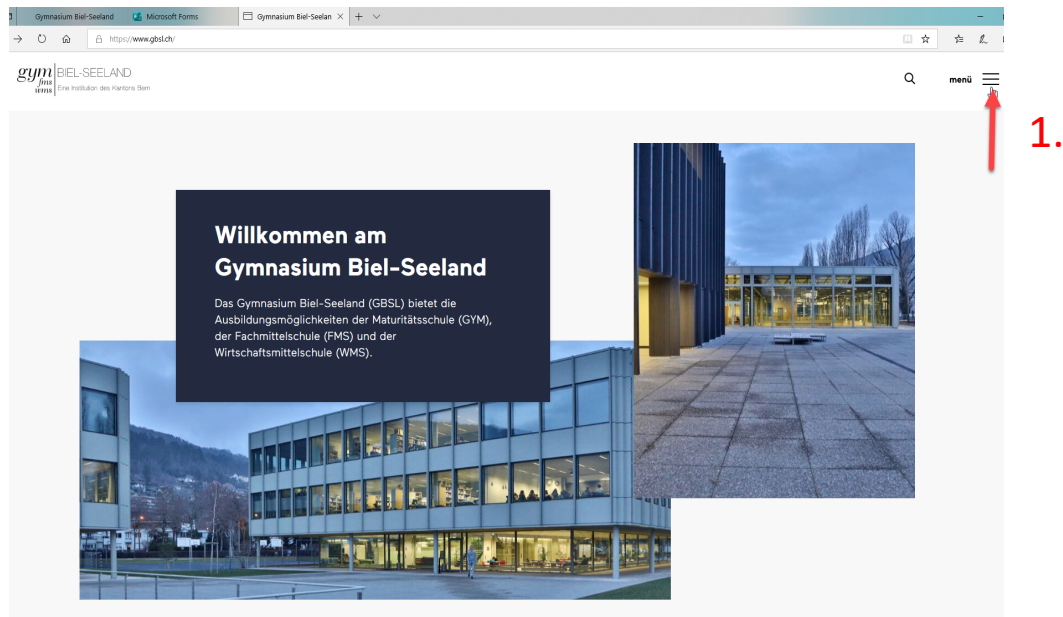 Gymnasium Biel-Seeland
Microsoft Forms
Gymnasium Biel-Seelan
https://www.gbsl.ch/
gym
fms
wms
BIEL-SEELAND
Eine Institution des Kantons Bern
menü
1.
Willkommen am
Gymnasium Biel-Seeland
Das Gymnasium Biel-Seeland (GBSL) bietet die
Ausbildungsmöglichkeiten der Maturitätsschule (GYM),
der Fachmittelschule (FMS) und der
Wirtschaftsmittelschule (WMS).